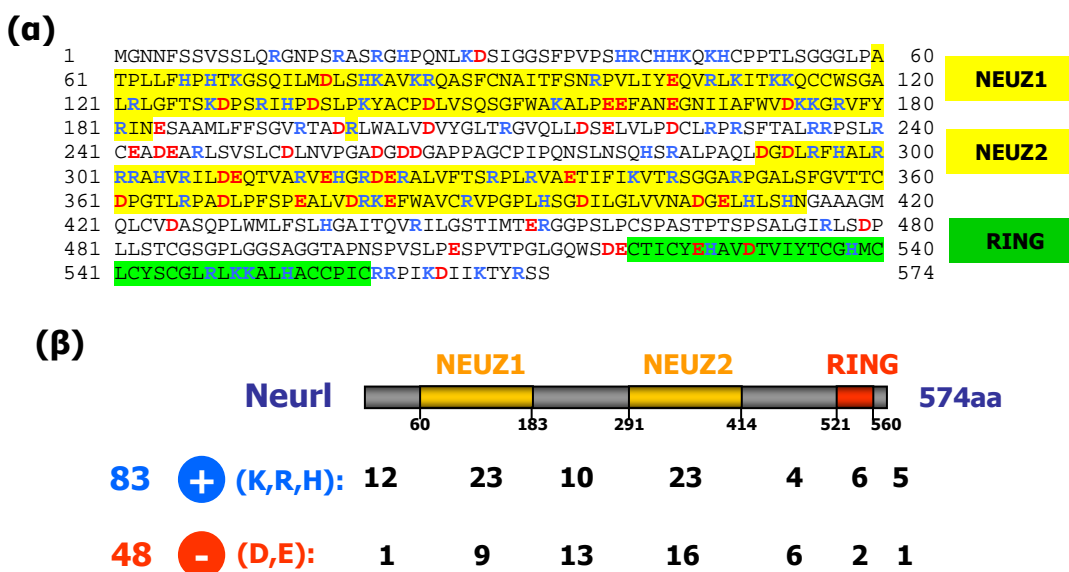 (α)
1 MGNNFSSVSSLQRGNPSRASRGHPQNLKDSIGGSFPVPSHRCHHKQKHCPPTLSGGGLPA 60
61 TPLLFHPHTKGSQILMDLSHKAVKRQASFCNAITFSNRPVLIYEQVRLKITKKQCCWSGA 120
121 LRLGFTSKDPSRIHPDSLPKYACPDLVSQSGFWAKALPEEFANEGNIIAFWVDKKGRVFY 180
181 RINESAAMLFFSGVRTADRLWALVDVYGLTRGVQLLDSELVLPDCLRPRSFTALRRPSLR 240
241 CEADEARLSVSLCDLNVPGADGDDGAPPAGCPIPQNSLNSQHSRALPAQLDGDLRFHALR 300
301 RRAHVRILDEQTVARVEHGRDERALVFTSRPLRVAETIFIKVTRSGGARPGALSFGVTTC 360
361 DPGTLRPADLPFSPEALVDRKEFWAVCRVPGPLHSGDILGLVVNADGELHLSHNGAAAGM 420
421 QLCVDASQPLWMLFSLHGAITQVRILGSTIMTERGGPSLPCSPASTPTSPSALGIRLSDP 480
481 LLSTCGSGPLGGSAGGTAPNSPVSLPESPVTPGLGQWSDECTICYEHAVDTVIYTCGHMC 540
541 LCYSCGLRLKKALHACCPICRRPIKDIIKTYRSS 574
NEUZ1
NEUZ2
RING
(β)
NEUZ1 NEUZ2 RING
Neurl 574aa
60 183 291 414 521 560
83 + (K,R,H): 12 23 10 23 4 6 5
48 - (D,E): 1 9 13 16 6 2 1